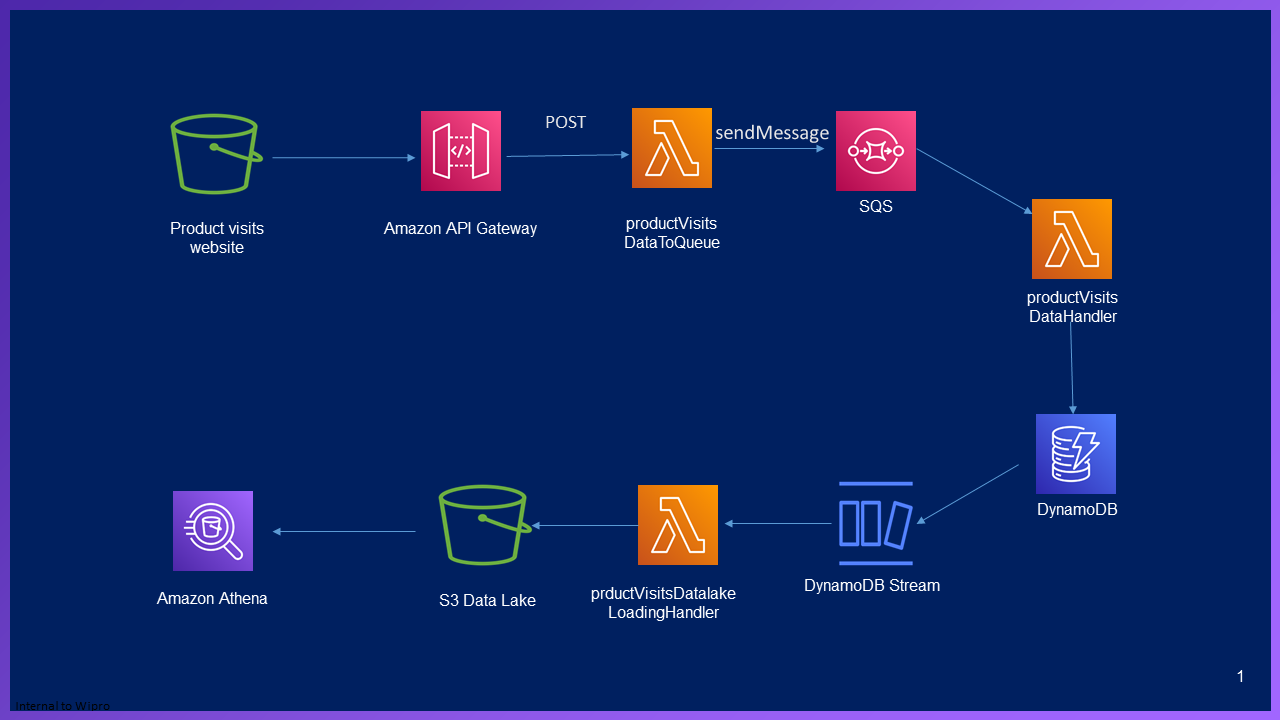 POST
sendMessage
Product visits
website
Amazon API Gateway
productVisits
DataToQueue
SQS
productVisits
DataHandler
DynamoDB
DynamoDB Stream
prductVisitsDatalake
LoadingHandler
S3 Data Lake
Amazon Athena
1
Internal to Wipro